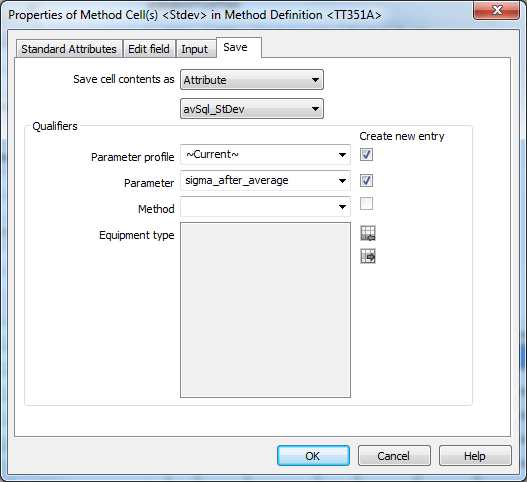 Properties of Method Cell(s) <Stdev> in Method Definition <TT351A>
Standard Attributes Edit field Input Save
Save cell contents as Attribute
avSql_StDev
Qualifiers
Create new entry
Parameter profile ~Current~
Parameter sigma_after_average
Method
Equipment type
OK Cancel Help